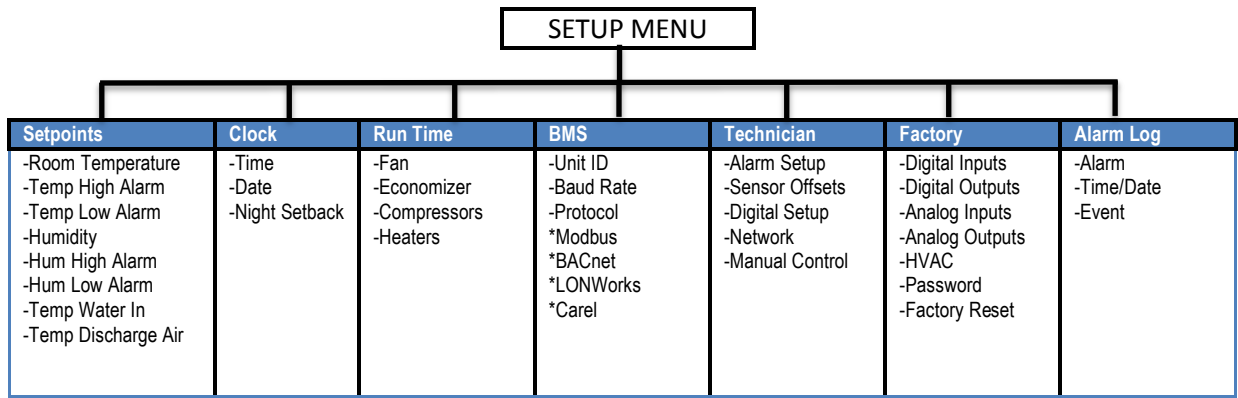 SETUP MENU
Setpoints
-Room Temperature
-Temp High Alarm
-Temp Low Alarm
-Humidity
-Hum High Alarm
-Hum Low Alarm
-Temp Water In
-Temp Discharge Air
Clock
-Time
-Date
-Night Setback
Run Time
-Fan
-Economizer
-Compressors
-Heaters
BMS
-Unit ID
-Baud Rate
-Protocol
*Modbus
*BACnet
*LONWorks
*Carel
Technician
-Alarm Setup
-Sensor Offsets
-Digital Setup
-Network
-Manual Control
Factory
-Digital Inputs
-Digital Outputs
-Analog Inputs
-Analog Outputs
-HVAC
-Password
-Factory Reset
Alarm Log
-Alarm
-Time/Date
-Event